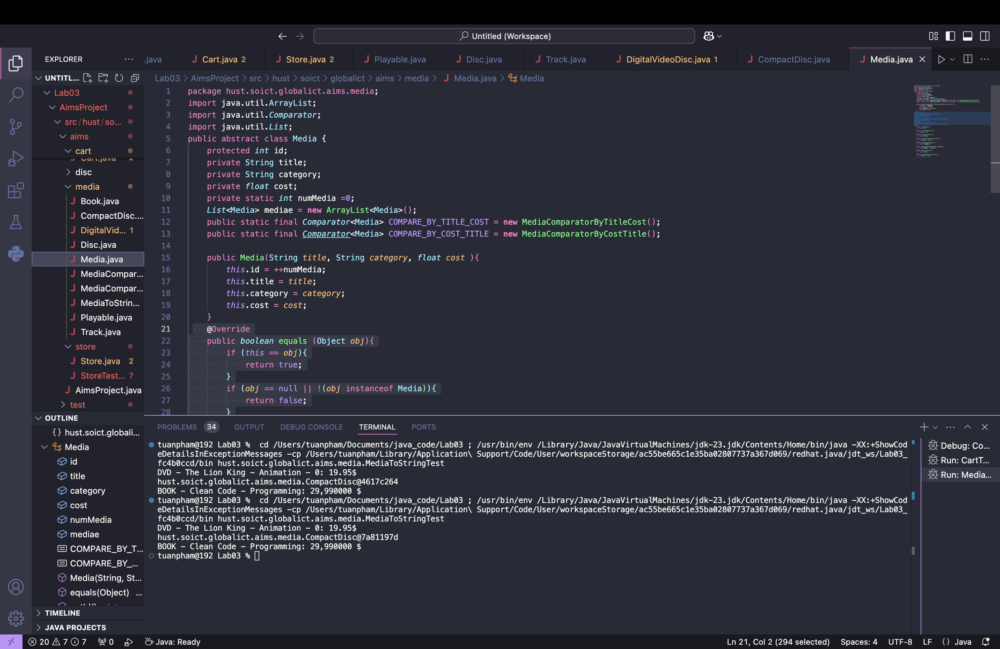 Untitled (Workspace)
EXPLORER
.java
Cart.java 2
Store.java 2
Playable.java
Disc.java
Track.java
DigitalVideoDisc.java 1
CompactDisc.java
Media.java
UNTITL...
Lab03
AimsProject
src/hust/so...
aims
cart
Cart.java 2
disc
media
Book.java
CompactDisc....
DigitalVid... 1
Disc.java
Media.java
MediaCompar...
MediaCompar...
MediaToStrin...
Playable.java
Track.java
store
Store.java 2
StoreTest... 7
AimsProject.java
test
OUTLINE
{} hust.soict.globali...
Media
id
title
category
cost
numMedia
mediae
COMPARE_BY_T...
COMPARE_BY_...
Media(String, St...
equals(Object) ...
TIMELINE
JAVA PROJECTS
Lab03 > AimsProject > src > hust > soict > globalict > aims > media > Media.java > Media
1 package hust.soict.globalict.aims.media;
2 import java.util.ArrayList;
3 import java.util.Comparator;
4 import java.util.List;
5 public abstract class Media {
6 protected int id;
7 private String title;
8 private String category;
9 private float cost;
10 private static int numMedia =0;
11 List<Media> mediae = new ArrayList<Media>();
12 public static final Comparator<Media> COMPARE_BY_TITLE_COST = new MediaComparatorByTitleCost();
13 public static final Comparator<Media> COMPARE_BY_COST_TITLE = new MediaComparatorByCostTitle();
14
15 public Media(String title, String category, float cost ){
16 this.id = ++numMedia;
17 this.title = title;
18 this.category = category;
19 this.cost = cost;
20 }
21 @Override
22 public boolean equals (Object obj){
23 if (this == obj){
24 return true;
25 }
26 if (obj == null || !(obj instanceof Media)){
27 return false;
28 }
PROBLEMS 34 OUTPUT DEBUG CONSOLE TERMINAL PORTS
tuanpham@192 Lab03 % cd /Users/tuanpham/Documents/java_code/Lab03 ; /usr/bin/env /Library/Java/JavaVirtualMachines/jdk-23.jdk/Contents/Home/bin/java -XX:+ShowCod
eDetailsInExceptionMessages -cp /Users/tuanpham/Library/Application\ Support/Code/User/workspaceStorage/ac55be665c1e35ba02807737a367d069/redhat.java/jdt_ws/Lab03_
fc4b0ccd/bin hust.soict.globalict.aims.media.MediaToStringTest
DVD - The Lion King - Animation - 0: 19.95$
hust.soict.globalict.aims.media.CompactDisc@4617c264
BOOK - Clean Code - Programming: 29,990000 $
tuanpham@192 Lab03 % cd /Users/tuanpham/Documents/java_code/Lab03 ; /usr/bin/env /Library/Java/JavaVirtualMachines/jdk-23.jdk/Contents/Home/bin/java -XX:+ShowCod
eDetailsInExceptionMessages -cp /Users/tuanpham/Library/Application\ Support/Code/User/workspaceStorage/ac55be665c1e35ba02807737a367d069/redhat.java/jdt_ws/Lab03_
fc4b0ccd/bin hust.soict.globalict.aims.media.MediaToStringTest
DVD - The Lion King - Animation - 0: 19.95$
hust.soict.globalict.aims.media.CompactDisc@7a81197d
BOOK - Clean Code - Programming: 29,990000 $
tuanpham@192 Lab03 %
Debug: Co...
Run: CartT...
Run: Media...
20 7 7 0 Java: Ready
Ln 21, Col 2 (294 selected) Spaces: 4 UTF-8 LF {} Java